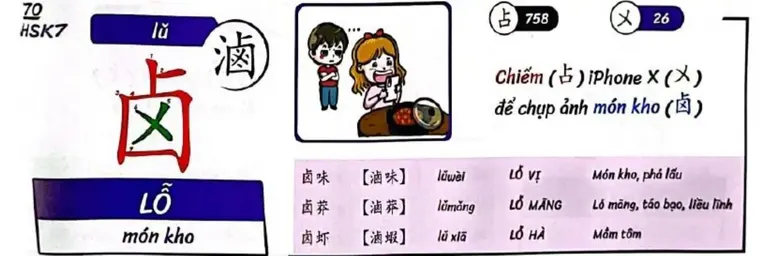 70
HSK7
lǔ
滷
卤
LỖ
món kho
...
占 758
乂 26
Chiếm (占) iPhone X (乂)
để chụp ảnh món kho (卤)
卤味 【滷味】 lǔwèi LỖ VỊ Món kho, phá lấu
卤莽 【滷莽】 lǔmǎng LỖ MÃNG Lỗ mãng, táo bạo, liều lĩnh
卤虾 【滷蝦】 lǔ xiā LỖ HÀ Mắm tôm